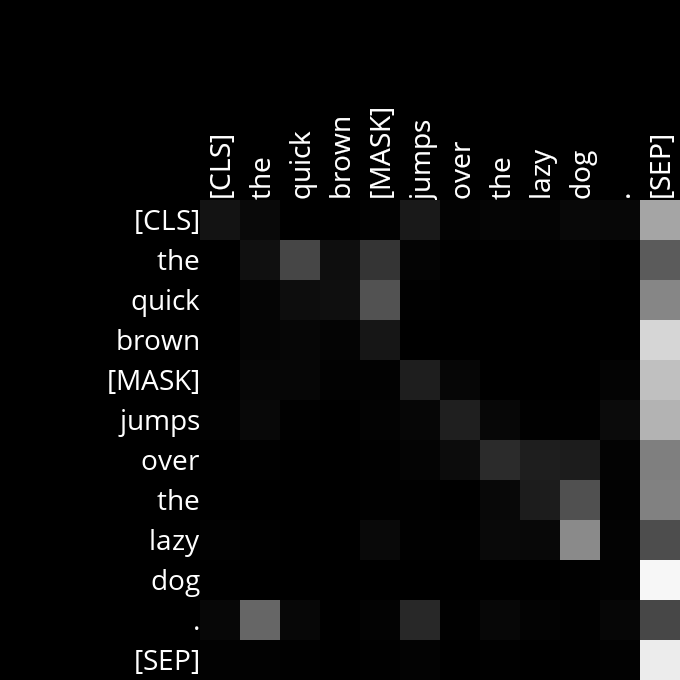 [CLS] the quick brown [MASK] jumps over the lazy dog . [SEP]
[CLS]
the
quick
brown
[MASK]
jumps
over
the
lazy
dog
.
[SEP]